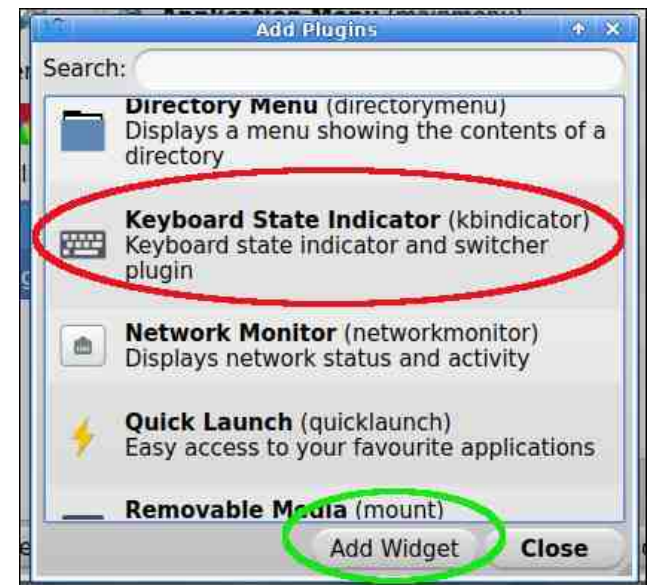 Add Plugins
Search:
Directory Menu (directorymenu)
Displays a menu showing the contents of a
directory
Keyboard State Indicator (kbindicator)
Keyboard state indicator and switcher
plugin
Network Monitor (networkmonitor)
Displays network status and activity
Quick Launch (quicklaunch)
Easy access to your favourite applications
Removable Media (mount)
Add Widget Close